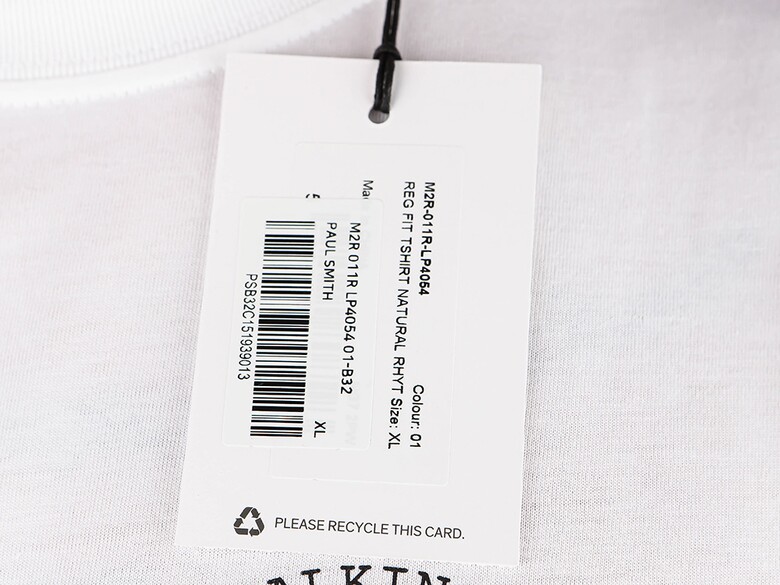 M2R-011R-LP4054
REG FIT TSHIRT NATURAL RHYT
Colour: 01
Size: XL
M2R 011R LP4054 01-B32
PAUL SMITH
XL
PSB32C151939013
PLEASE RECYCLE THIS CARD.